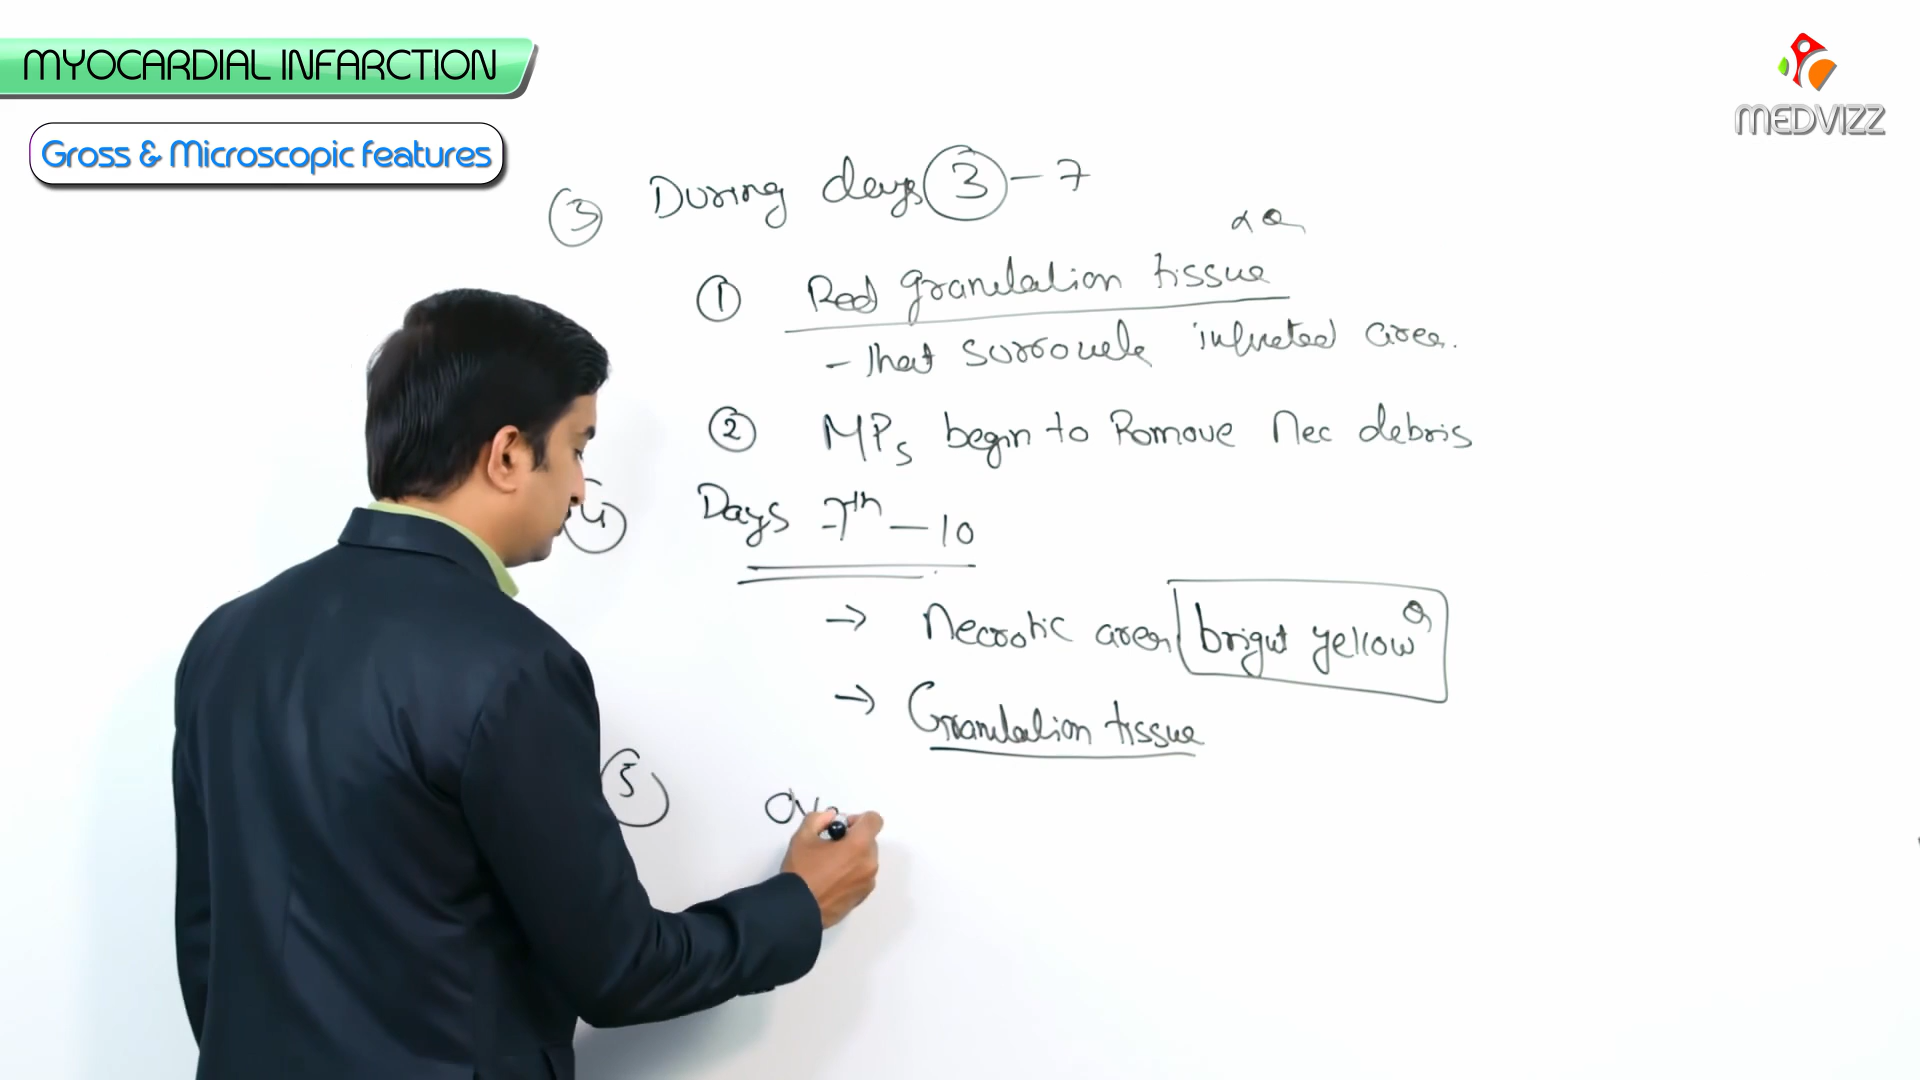 MYOCARDIAL INFARCTION
MEDVIZZ
Gross & Microscopic features
③ During days ③ – 7
① Red granulation tissue
- that surrounds infarcted area.
② MPs begin to Remove Nec debris
④ Days 7th – 10
→ Necrotic area bright yellow
→ Granulation tissue
⑤